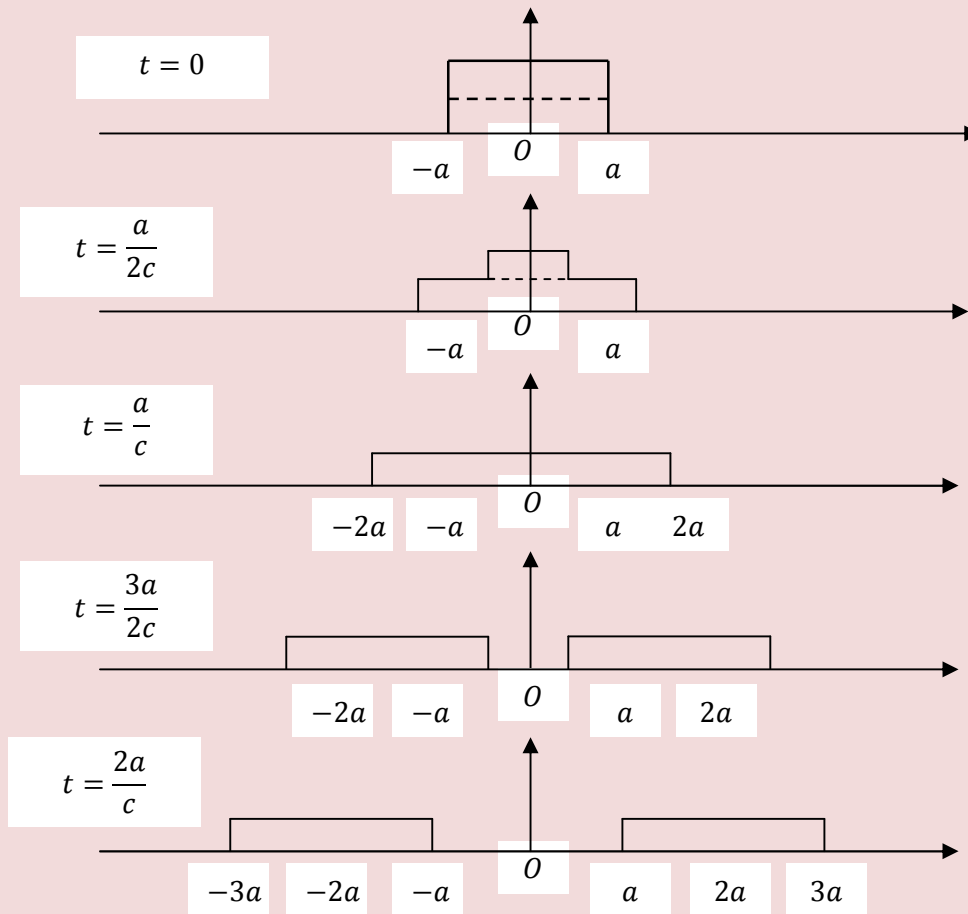 t = 0
O
−a a
t = a/2c
O
−a a
t = a/c
O
−2a −a a 2a
t = 3a/2c
O
−2a −a a 2a
t = 2a/c
O
−3a −2a −a a 2a 3a